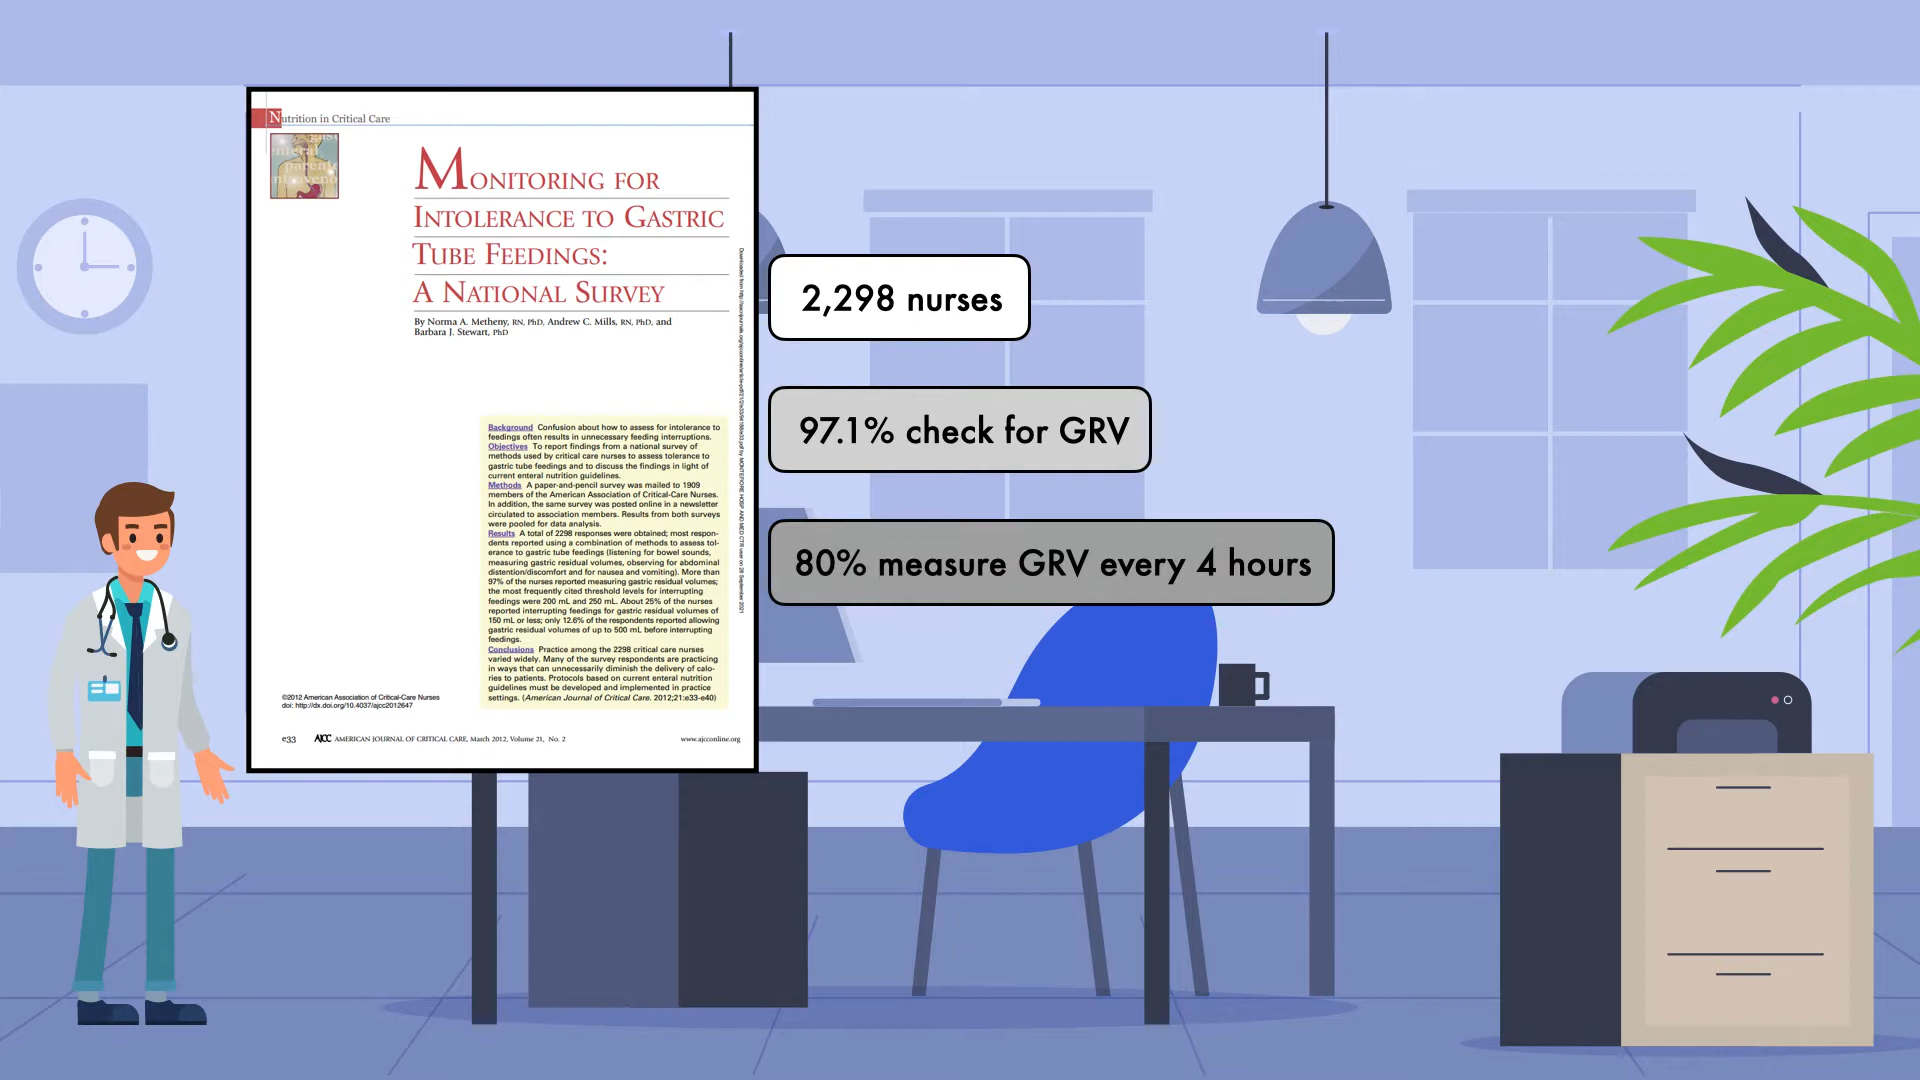 Nutrition in Critical Care
MONITORING FOR
INTOLERANCE TO GASTRIC
TUBE FEEDINGS:
A NATIONAL SURVEY
By Norma A. Metheny, RN, PhD, Andrew C. Mills, RN, PhD, and
Barbara J. Stewart, PhD
Background Confusion about how to assess for intolerance to
feedings often results in unnecessary feeding interruptions.
Objectives To report findings from a national survey of
methods used by critical care nurses to assess tolerance to
gastric tube feedings and to discuss the findings in light of
current enteral nutrition guidelines.
Methods A paper-and-pencil survey was mailed to 1909
members of the American Association of Critical-Care Nurses.
In addition, the same survey was posted online in a newsletter
circulated to association members. Results from both surveys
were pooled for data analysis.
Results A total of 2298 responses were obtained; most respon-
dents reported using a combination of methods to assess tol-
erance to gastric tube feedings (listening for bowel sounds,
measuring gastric residual volumes, observing for abdominal
distention/discomfort and for nausea and vomiting). More than
97% of the nurses reported measuring gastric residual volumes;
the most frequently cited threshold levels for interrupting
feedings were 200 mL and 250 mL. About 25% of the nurses
reported interrupting feedings for gastric residual volumes of
150 mL or less; only 12.6% of the respondents reported allowing
gastric residual volumes of up to 500 mL before interrupting
feedings.
Conclusions Practice among the 2298 critical care nurses
varied widely. Many of the survey respondents are practicing
in ways that can unnecessarily diminish the delivery of calo-
ries to patients. Protocols based on current enteral nutrition
guidelines must be developed and implemented in practice
settings. (American Journal of Critical Care. 2012;21:e33-e40)
©2012 American Association of Critical-Care Nurses
doi: http://dx.doi.org/10.4037/ajcc2012647
e33 AJCC AMERICAN JOURNAL OF CRITICAL CARE, March 2012, Volume 21, No. 2 www.ajcconline.org
2,298 nurses
97.1% check for GRV
80% measure GRV every 4 hours